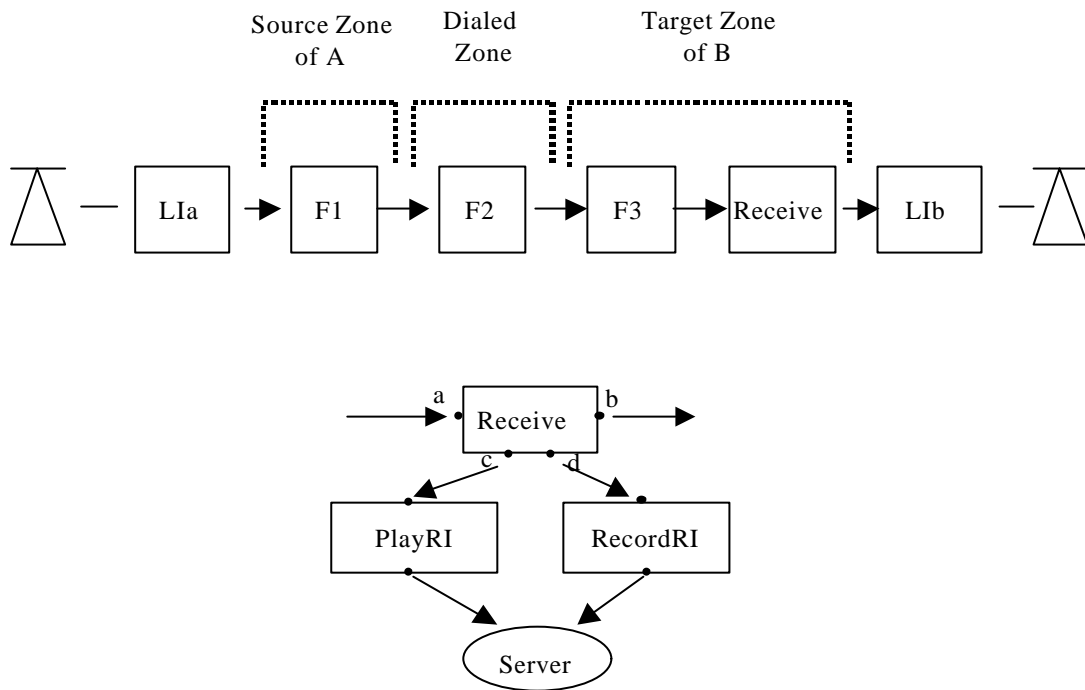 Source Zone
of A
Dialed
Zone
Target Zone
of B
LIa
F1
F2
F3
Receive
LIb
a
Receive
b
c
d
PlayRI
RecordRI
Server